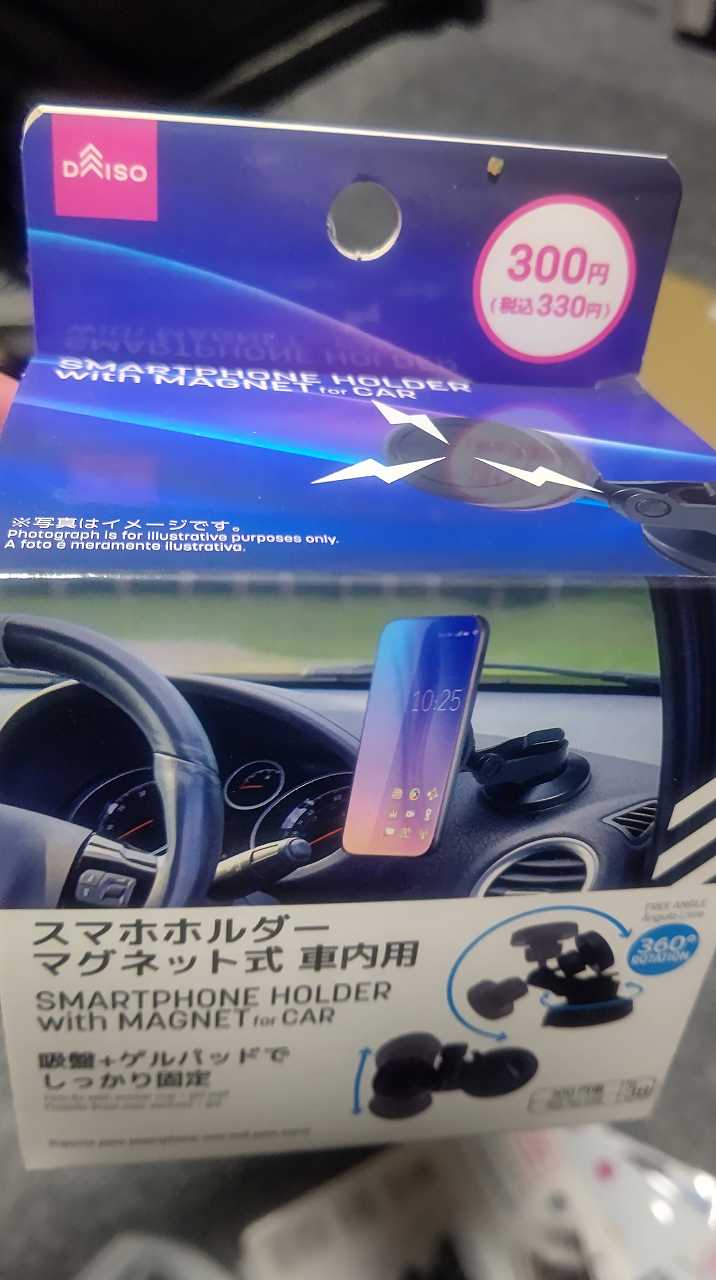 DAISO
300円
(税込330円)
SMARTPHONE HOLDER
with MAGNET for CAR
※写真はイメージです。
Photograph is for illustrative purposes only.
A foto é meramente ilustrativa.
10:25
スマホホルダー
マグネット式 車内用
SMARTPHONE HOLDER
with MAGNET for CAR
FREE ANGLE
Ângulo Livre
360°
ROTATION
吸盤+ゲルパッドで
しっかり固定